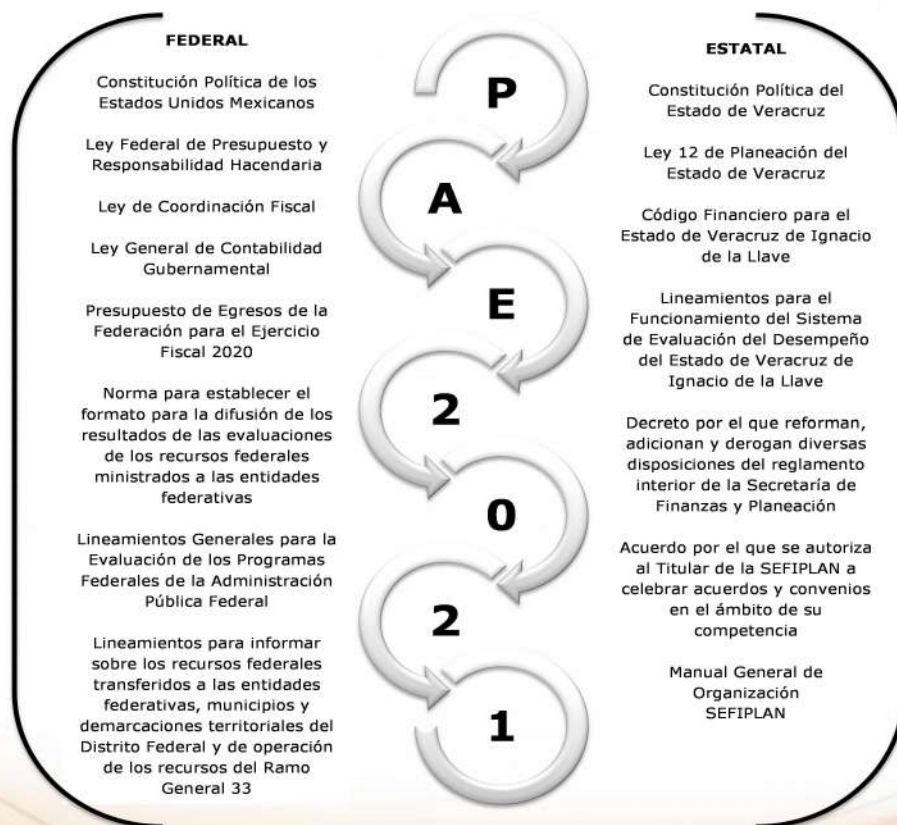 FEDERAL
Constitución Política de los
Estados Unidos Mexicanos
Ley Federal de Presupuesto y
Responsabilidad Hacendaria
Ley de Coordinación Fiscal
Ley General de Contabilidad
Gubernamental
Presupuesto de Egresos de la
Federación para el Ejercicio
Fiscal 2020
Norma para establecer el
formato para la difusión de los
resultados de las evaluaciones
de los recursos federales
ministrados a las entidades
federativas
Lineamientos Generales para la
Evaluación de los Programas
Federales de la Administración
Pública Federal
Lineamientos para informar
sobre los recursos federales
transferidos a las entidades
federativas, municipios y
demarcaciones territoriales del
Distrito Federal y de operación
de los recursos del Ramo
General 33
P
A
E
2
0
2
1
ESTATAL
Constitución Política del
Estado de Veracruz
Ley 12 de Planeación del
Estado de Veracruz
Código Financiero para el
Estado de Veracruz de Ignacio
de la Llave
Lineamientos para el
Funcionamiento del Sistema
de Evaluación del Desempeño
del Estado de Veracruz de
Ignacio de la Llave
Decreto por el que reforman,
adicionan y derogan diversas
disposiciones del reglamento
interior de la Secretaría de
Finanzas y Planeación
Acuerdo por el que se autoriza
al Titular de la SEFIPLAN a
celebrar acuerdos y convenios
en el ámbito de su
competencia
Manual General de
Organización
SEFIPLAN